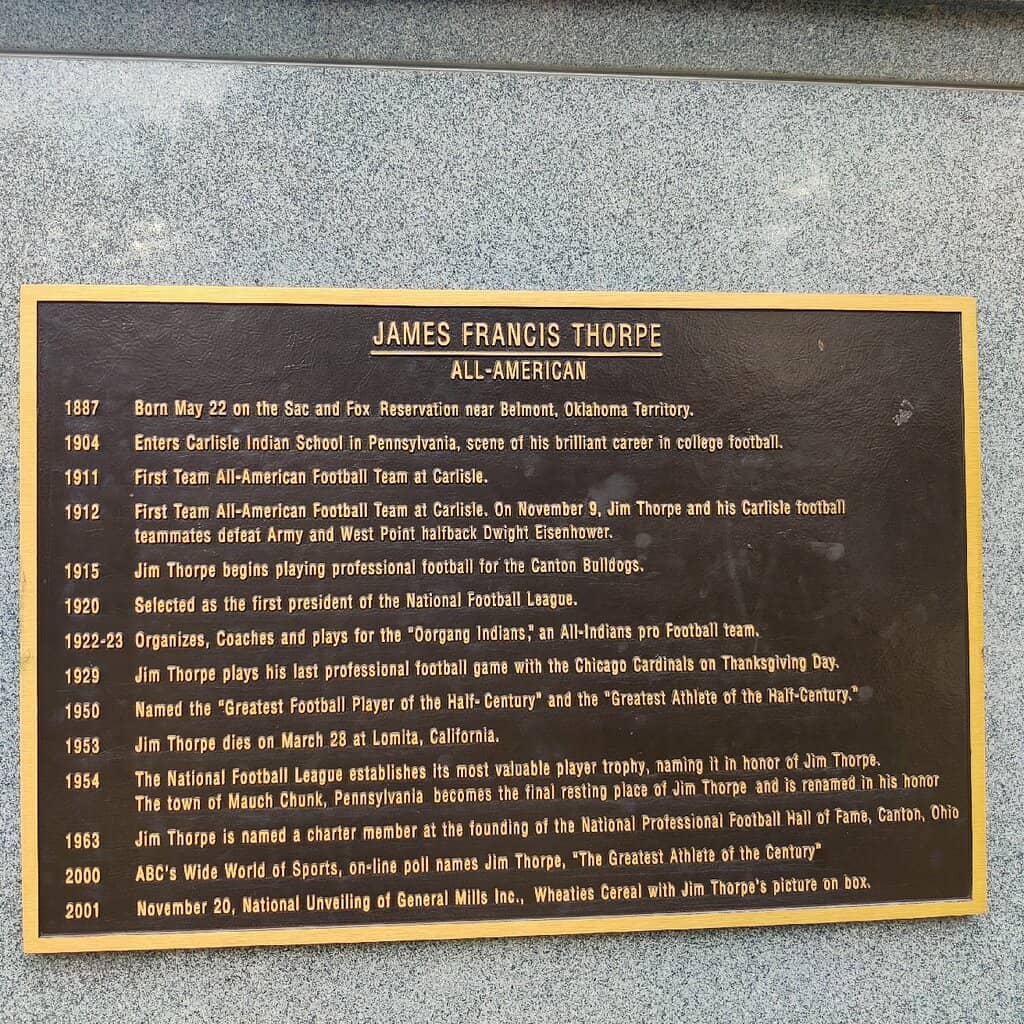 JAMES FRANCIS THORPE
ALL-AMERICAN
1887 Born May 22 on the Sac and Fox Reservation near Belmont, Oklahoma Territory.
1904 Enters Carlisle Indian School in Pennsylvania, scene of his brilliant career in college football.
1911 First Team All-American Football Team at Carlisle.
1912 First Team All-American Football Team at Carlisle. On November 9, Jim Thorpe and his Carlisle football
teammates defeat Army and West Point halfback Dwight Eisenhower.
1915 Jim Thorpe begins playing professional football for the Canton Bulldogs.
1920 Selected as the first president of the National Football League.
1922-23 Organizes, Coaches and plays for the "Oorgang Indians," an All-Indians pro Football team.
1929 Jim Thorpe plays his last professional football game with the Chicago Cardinals on Thanksgiving Day.
1950 Named the "Greatest Football Player of the Half- Century" and the "Greatest Athlete of the Half-Century."
1953 Jim Thorpe dies on March 28 at Lomita, California.
1954 The National Football League establishes its most valuable player trophy, naming it in honor of Jim Thorpe.
The town of Mauch Chunk, Pennsylvania becomes the final resting place of Jim Thorpe and is renamed in his honor
1963 Jim Thorpe is named a charter member at the founding of the National Professional Football Hall of Fame, Canton, Ohio
2000 ABC's Wide World of Sports, on-line poll names Jim Thorpe, "The Greatest Athlete of the Century"
2001 November 20, National Unveiling of General Mills Inc., Wheaties Cereal with Jim Thorpe's picture on box.